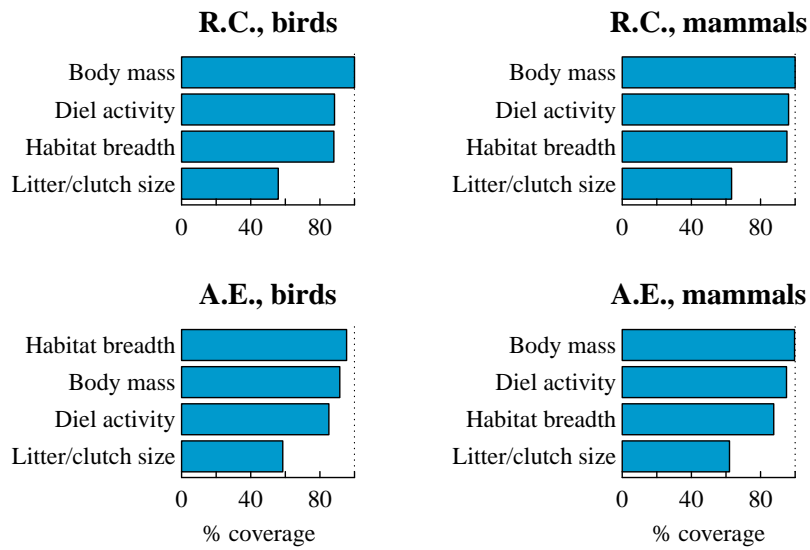 R.C., birds
Body mass
Diel activity
Habitat breadth
Litter/clutch size
0 40 80
R.C., mammals
Body mass
Diel activity
Habitat breadth
Litter/clutch size
0 40 80
A.E., birds
Habitat breadth
Body mass
Diel activity
Litter/clutch size
0 40 80
% coverage
A.E., mammals
Body mass
Diel activity
Habitat breadth
Litter/clutch size
0 40 80
% coverage